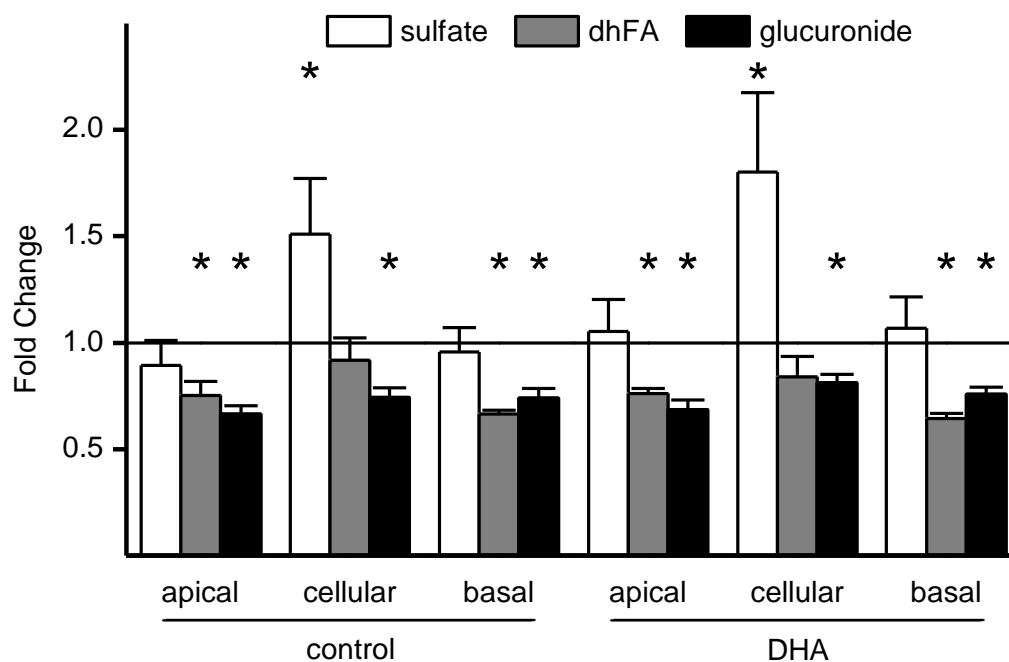 sulfate dhFA glucuronide
* *
2.0
1.5
* * * * * * * * * *
1.0
0.5
Fold Change
apical cellular basal apical cellular basal
control DHA